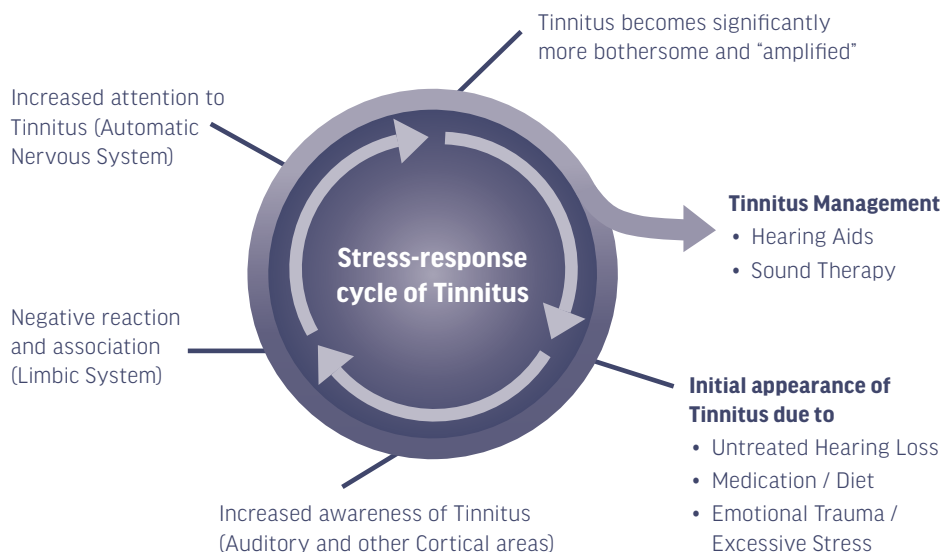 Tinnitus becomes significantly
more bothersome and “amplified”
Increased attention to
Tinnitus (Automatic
Nervous System)
Tinnitus Management
• Hearing Aids
• Sound Therapy
Stress-response
cycle of Tinnitus
Negative reaction
and association
(Limbic System)
Initial appearance of
Tinnitus due to
• Untreated Hearing Loss
• Medication / Diet
• Emotional Trauma /
Excessive Stress
Increased awareness of Tinnitus
(Auditory and other Cortical areas)